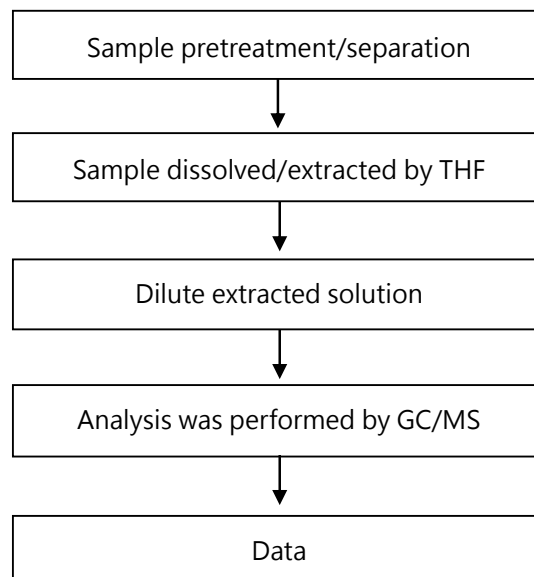 Sample pretreatment/separation
Sample dissolved/extracted by THF
Dilute extracted solution
Analysis was performed by GC/MS
Data